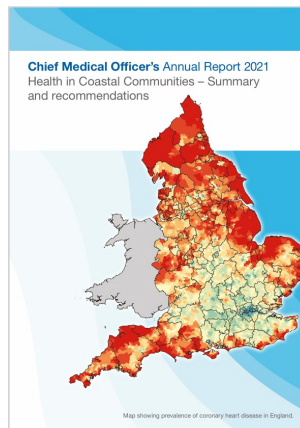 Chief Medical Officer's Annual Report 2021
Health in Coastal Communities – Summary
and recommendations
Map showing prevalence of coronary heart disease in England.